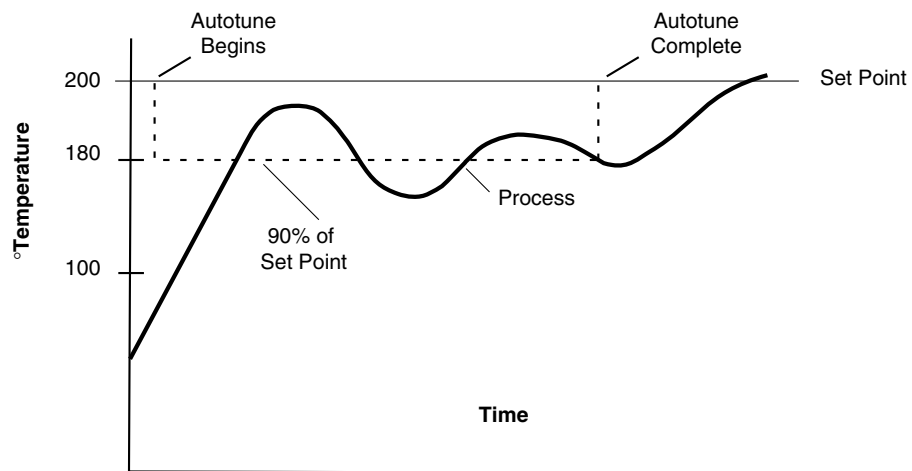 Autotune
Begins
Autotune
Complete
200
Set Point
180
Process
90% of
Set Point
100
°Temperature
Time